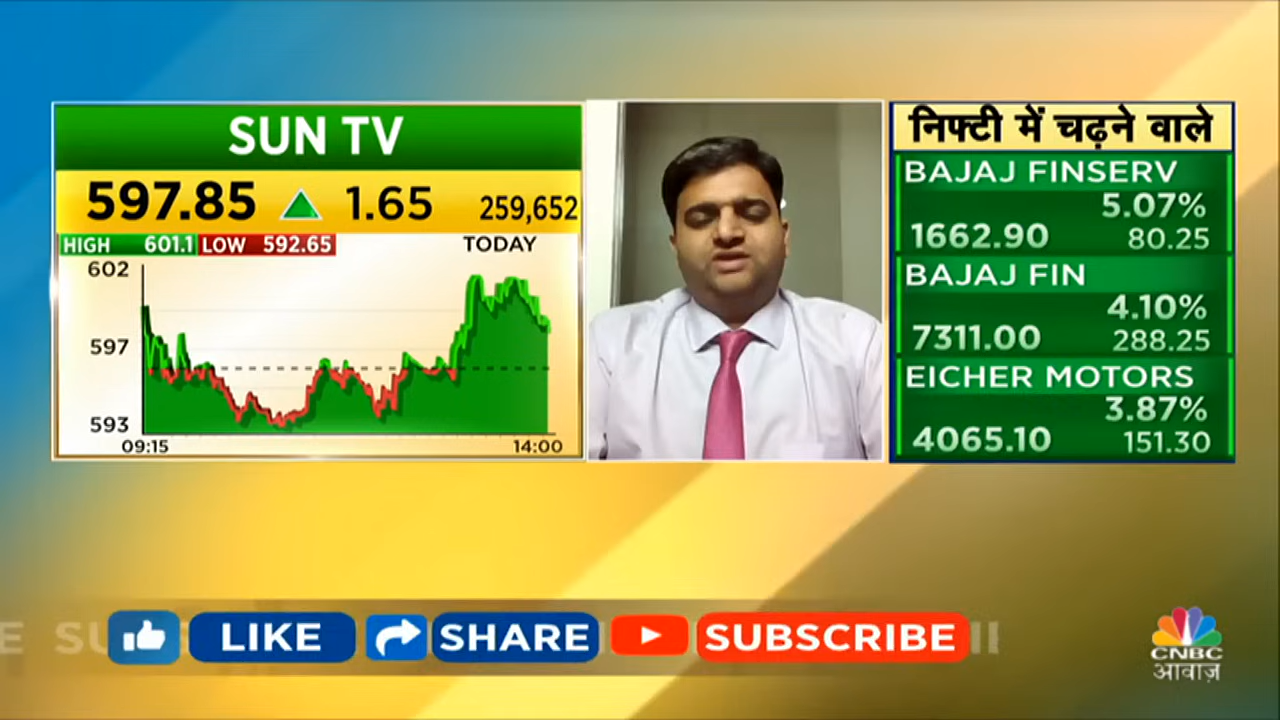 SUN TV
597.85 1.65 259,652
HIGH 601.1 LOW 592.65 TODAY
602
597
593
09:15 14:00
निफ्टी में चढ़ने वाले
BAJAJ FINSERV
5.07%
1662.90 80.25
BAJAJ FIN
4.10%
7311.00 288.25
EICHER MOTORS
3.87%
4065.10 151.30
LIKE SHARE SUBSCRIBE
CNBC
आवाज़